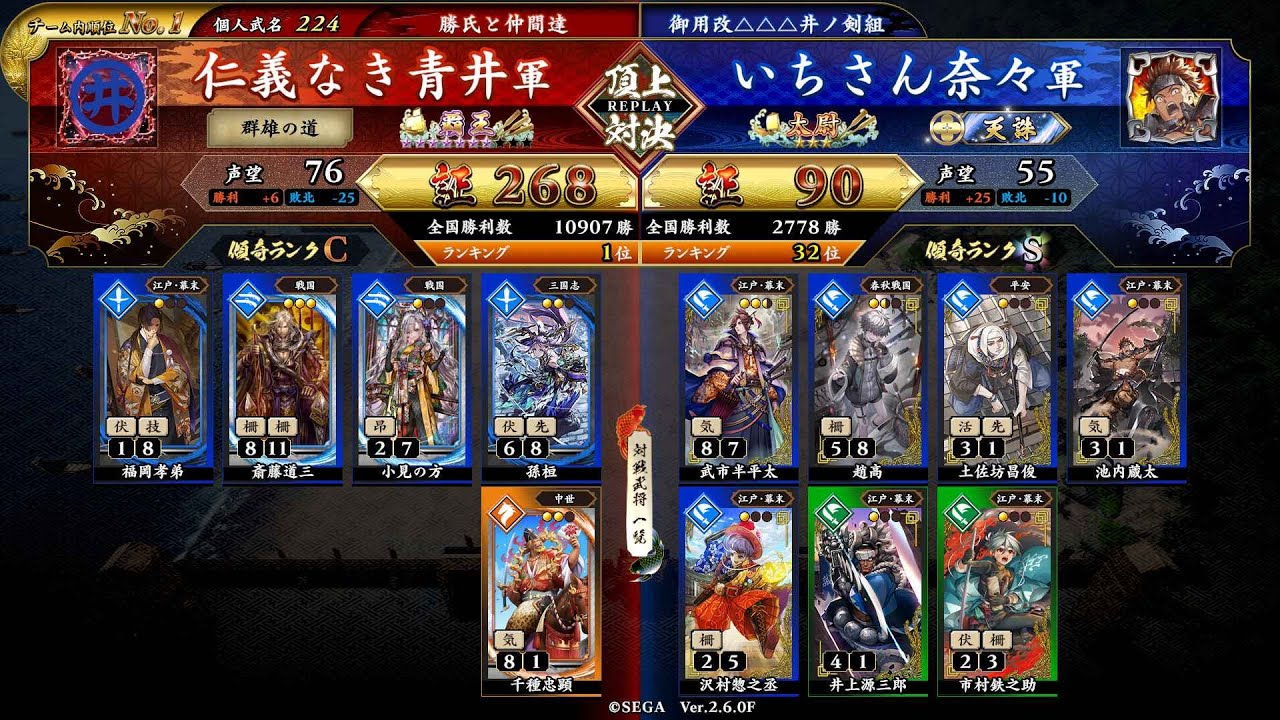 チーム内順位 No.1
個人武名 224
勝氏と仲間達
御用改△△△井ノ剣組
井
仁義なき青井軍
頂上
REPLAY
対決
いちさん奈々軍
群雄の道
覇王
太尉
天誅
声望 76
勝利 +6 敗北 -25
証 268
証 90
声望 55
勝利 +25 敗北 -10
全国勝利数 10907勝
全国勝利数 2778勝
傾奇ランクC
ランキング 1位
ランキング 32位
傾奇ランクS
江戸・幕末
戦国
戦国
三国志
江戸・幕末
春秋戦国
平安
江戸・幕末
伏 技
柵 柵
昂
伏 先
気
柵
活 先
気
1 8
8 11
2 7
6 8
8 7
5 8
3 1
3 1
福岡孝弟
斎藤道三
小見の方
孫桓
武市半平太
趙高
土佐坊昌俊
池内蔵太
対戦武将一覧
中世
江戸・幕末
江戸・幕末
江戸・幕末
気
柵
伏 柵
8 1
2 5
4 1
2 3
千種忠顕
沢村惣之丞
井上源三郎
市村鉄之助
©SEGA Ver.2.6.0F